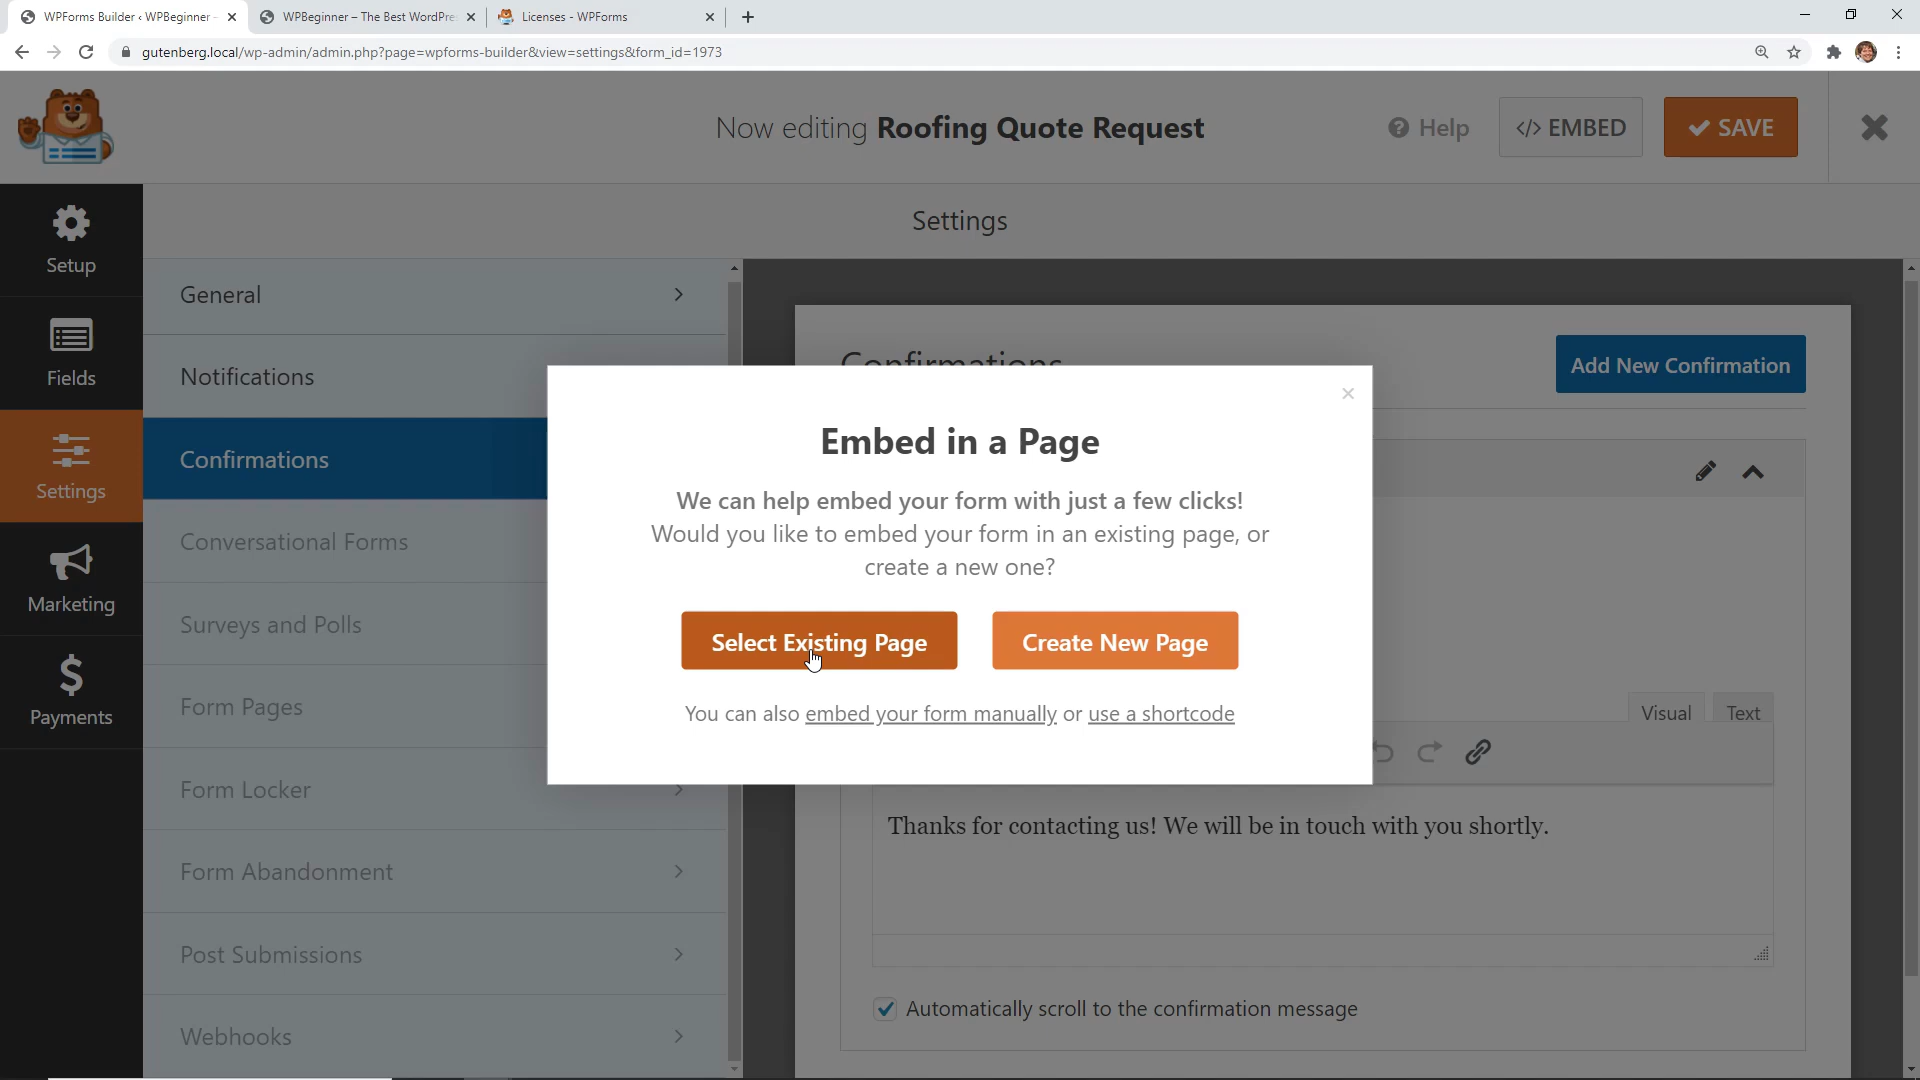 WPForms Builder ‹ WPBeginner
WPBeginner – The Best WordPre
Licenses - WPForms
gutenberg.local/wp-admin/admin.php?page=wpforms-builder&view=settings&form_id=1973
Now editing Roofing Quote Request
Help
</> EMBED
SAVE
Settings
Setup
Fields
Settings
Marketing
Payments
General
Notifications
Confirmations
Conversational Forms
Surveys and Polls
Form Pages
Form Locker
Form Abandonment
Post Submissions
Webhooks
Confirmations
Add New Confirmation
Embed in a Page
We can help embed your form with just a few clicks!
Would you like to embed your form in an existing page, or
create a new one?
Select Existing Page
Create New Page
You can also embed your form manually or use a shortcode
Visual
Text
Thanks for contacting us! We will be in touch with you shortly.
Automatically scroll to the confirmation message